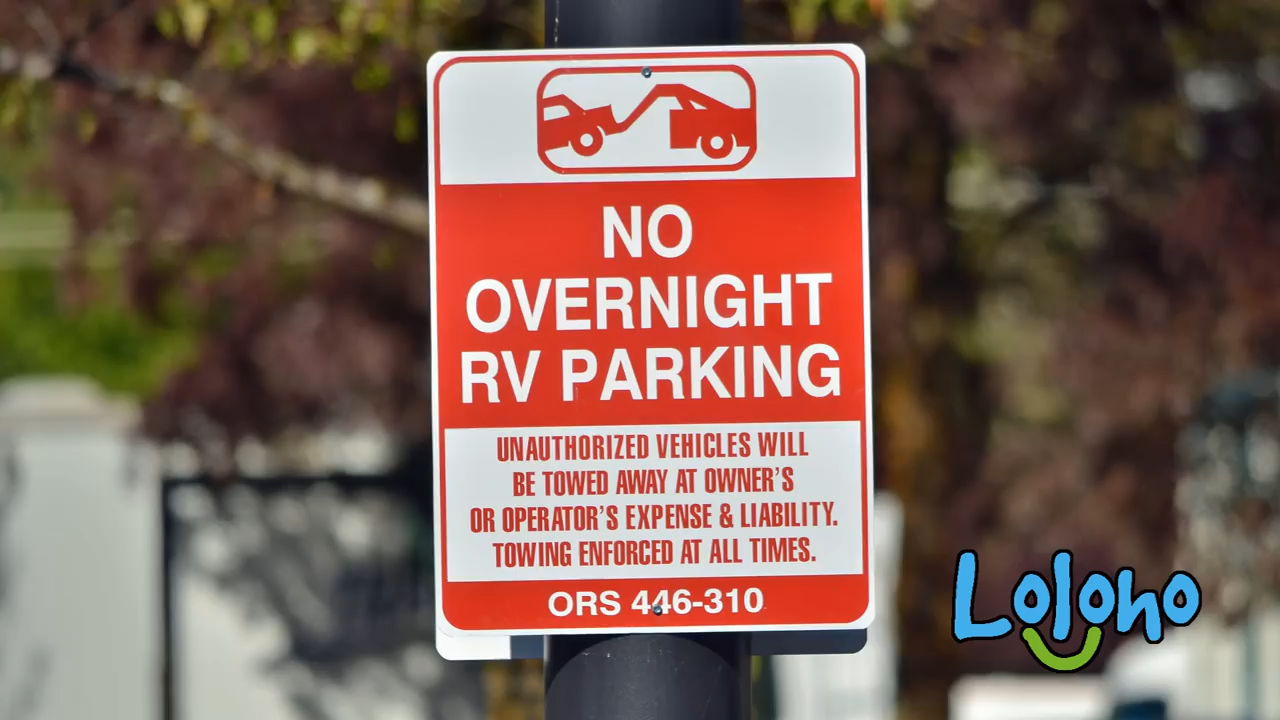 NO
OVERNIGHT
RV PARKING
UNAUTHORIZED VEHICLES WILL
BE TOWED AWAY AT OWNER'S
OR OPERATOR'S EXPENSE & LIABILITY.
TOWING ENFORCED AT ALL TIMES.
ORS 446-310
Loloho